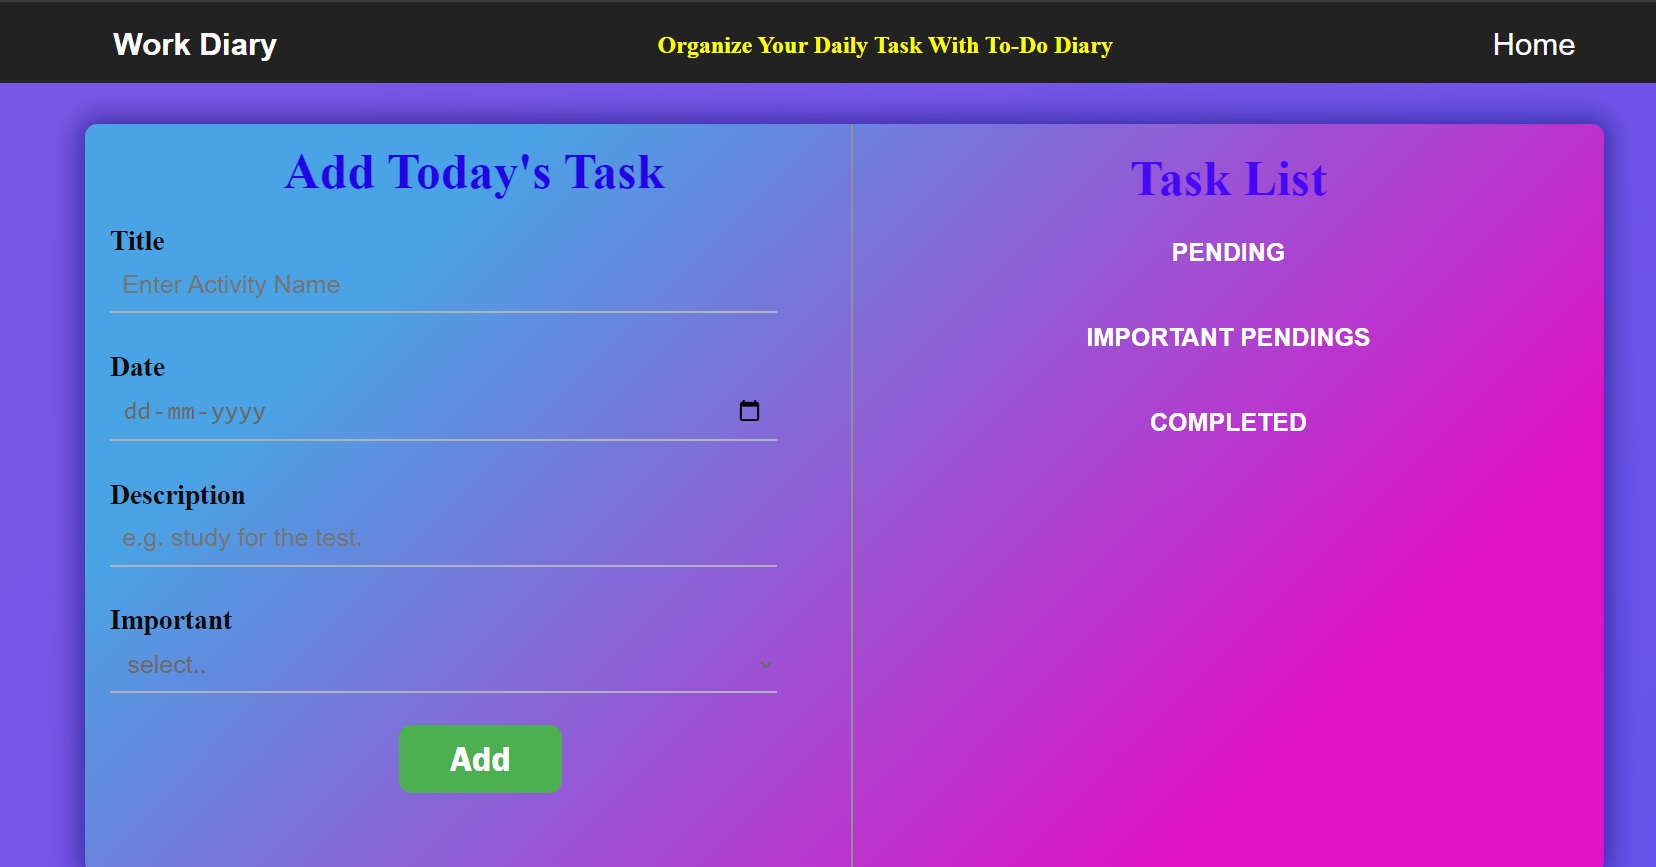 Work Diary
Organize Your Daily Task With To-Do Diary
Home
Add Today's Task
Title
Enter Activity Name
Date
dd-mm-yyyy
Description
e.g. study for the test.
Important
select..
Add
Task List
PENDING
IMPORTANT PENDINGS
COMPLETED